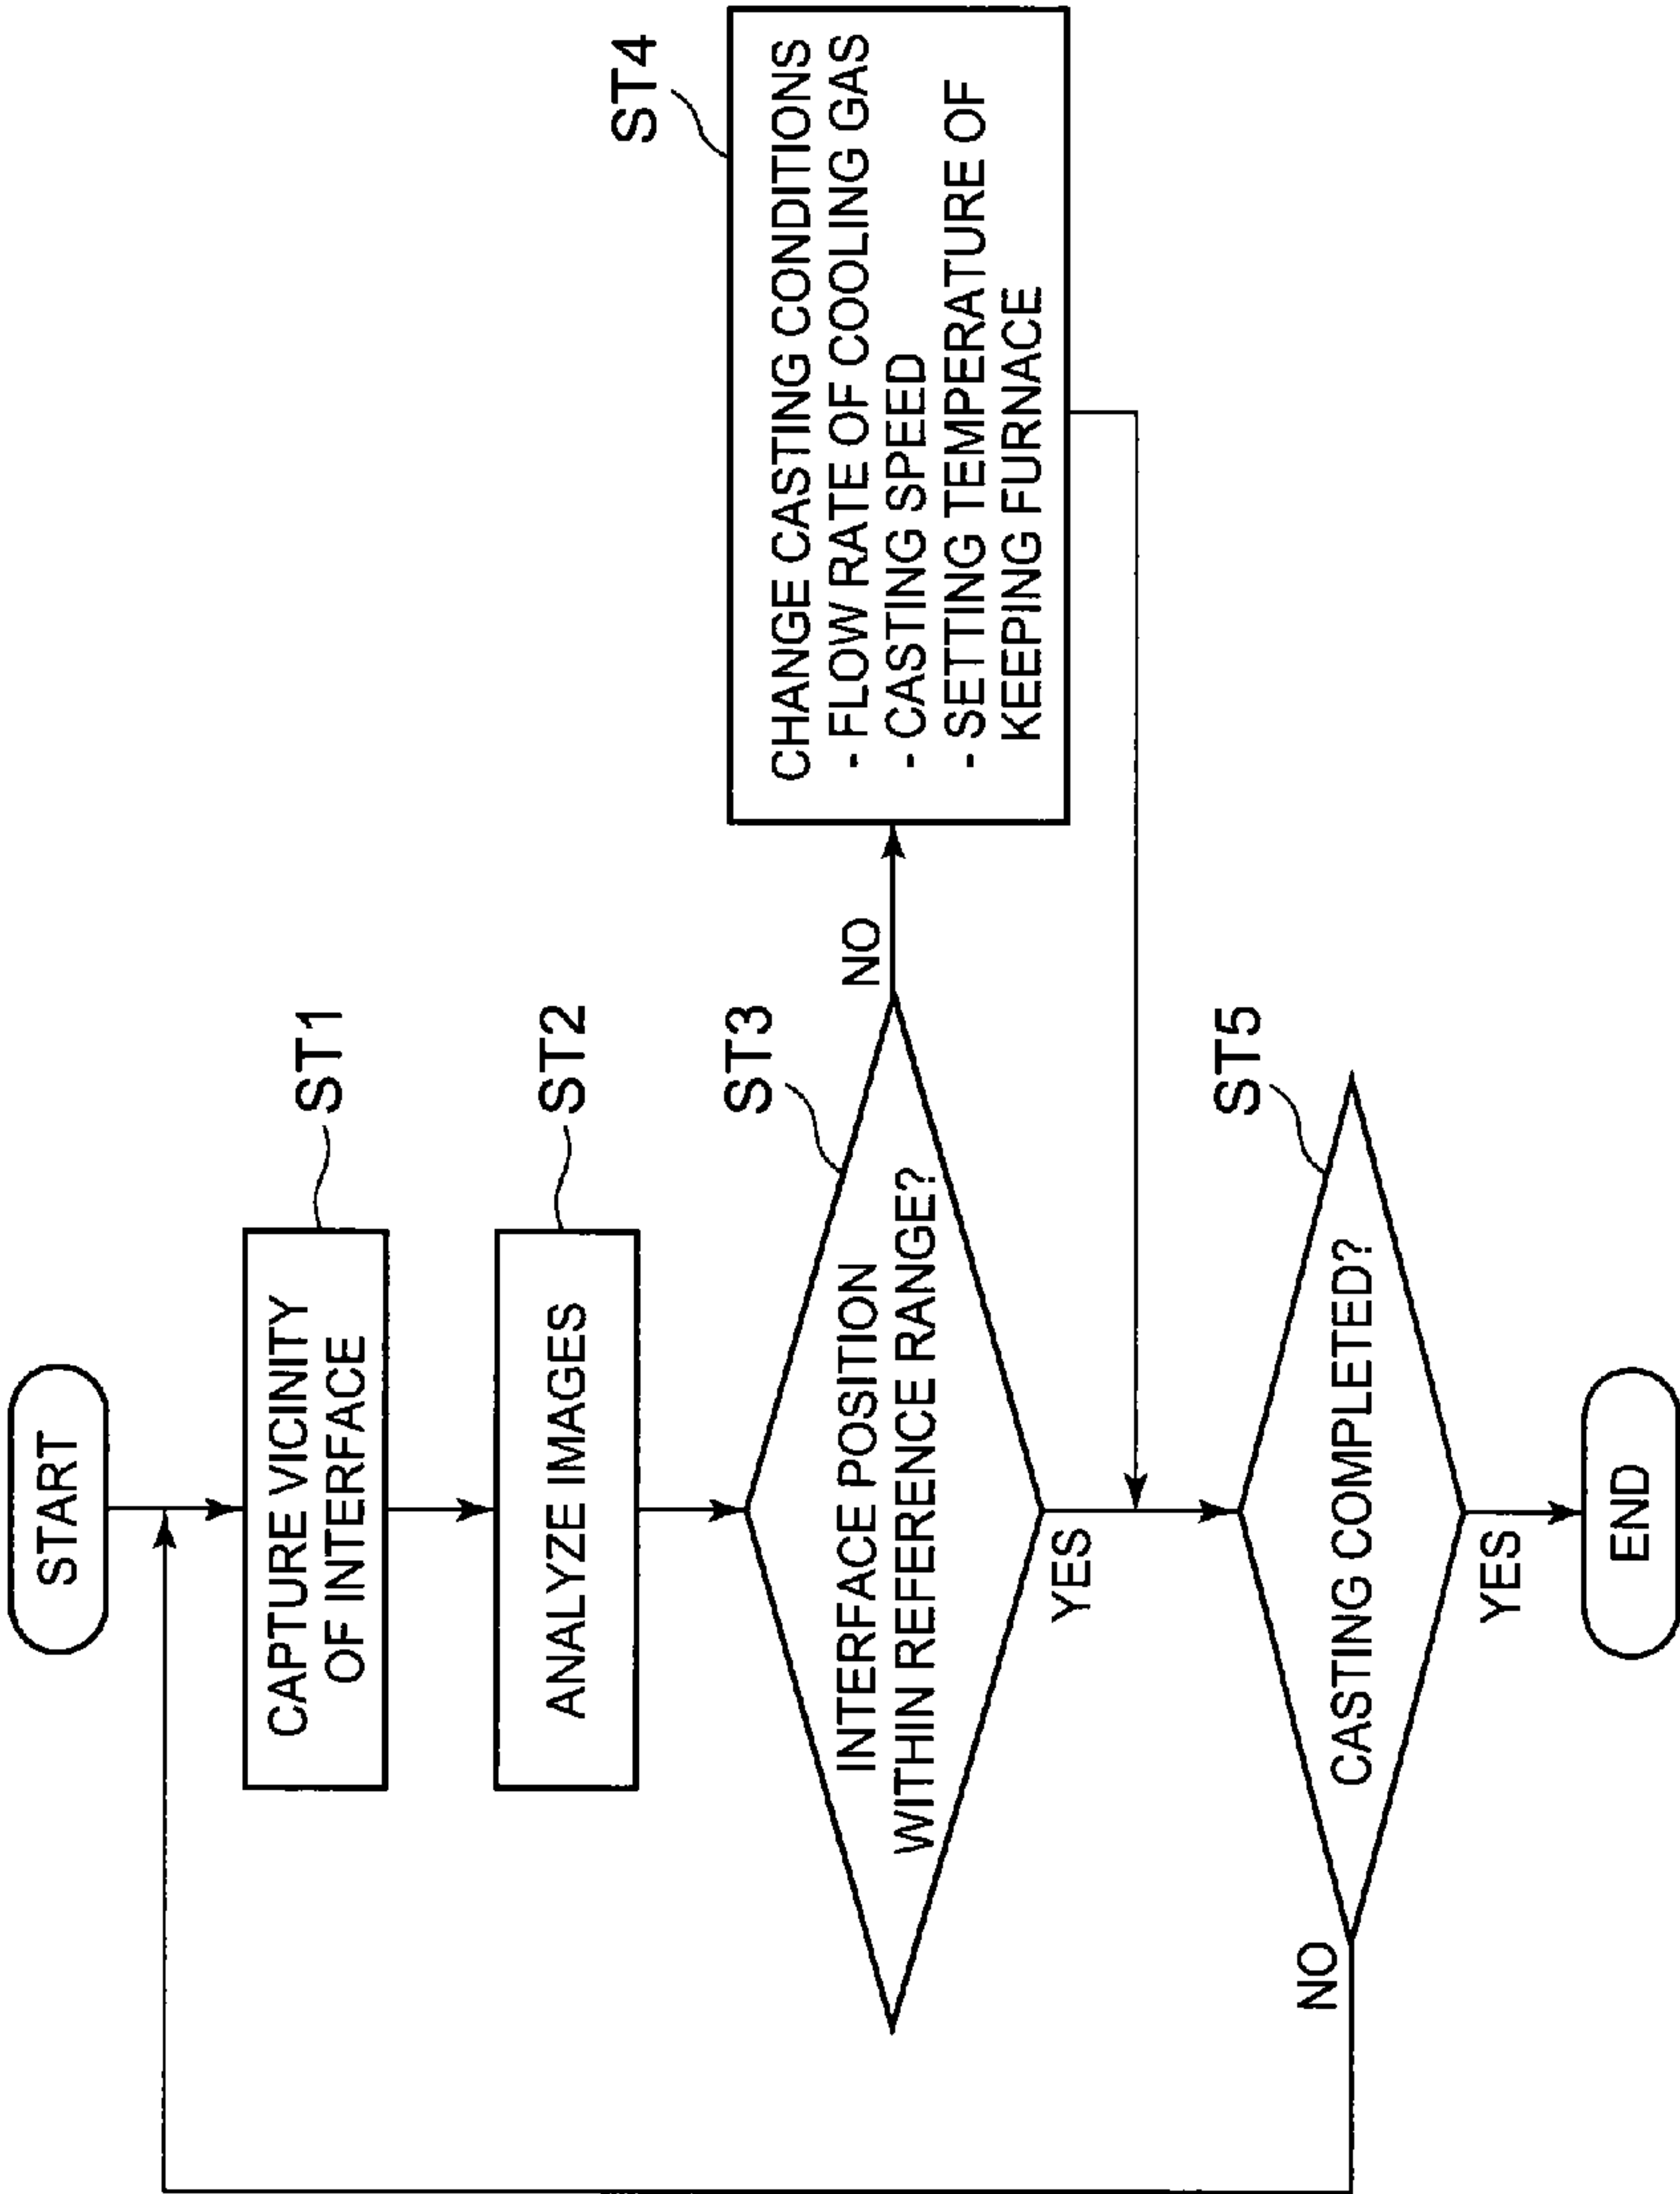 START
ST1
CAPTURE VICINITY
OF INTERFACE
ST2
ANALYZE IMAGES
ST3
INTERFACE POSITION
WITHIN REFERENCE RANGE?
NO
ST4
CHANGE CASTING CONDITIONS
- FLOW RATE OF COOLING GAS
- CASTING SPEED
- SETTING TEMPERATURE OF
KEEPING FURNACE
YES
ST5
CASTING COMPLETED?
NO
YES
END